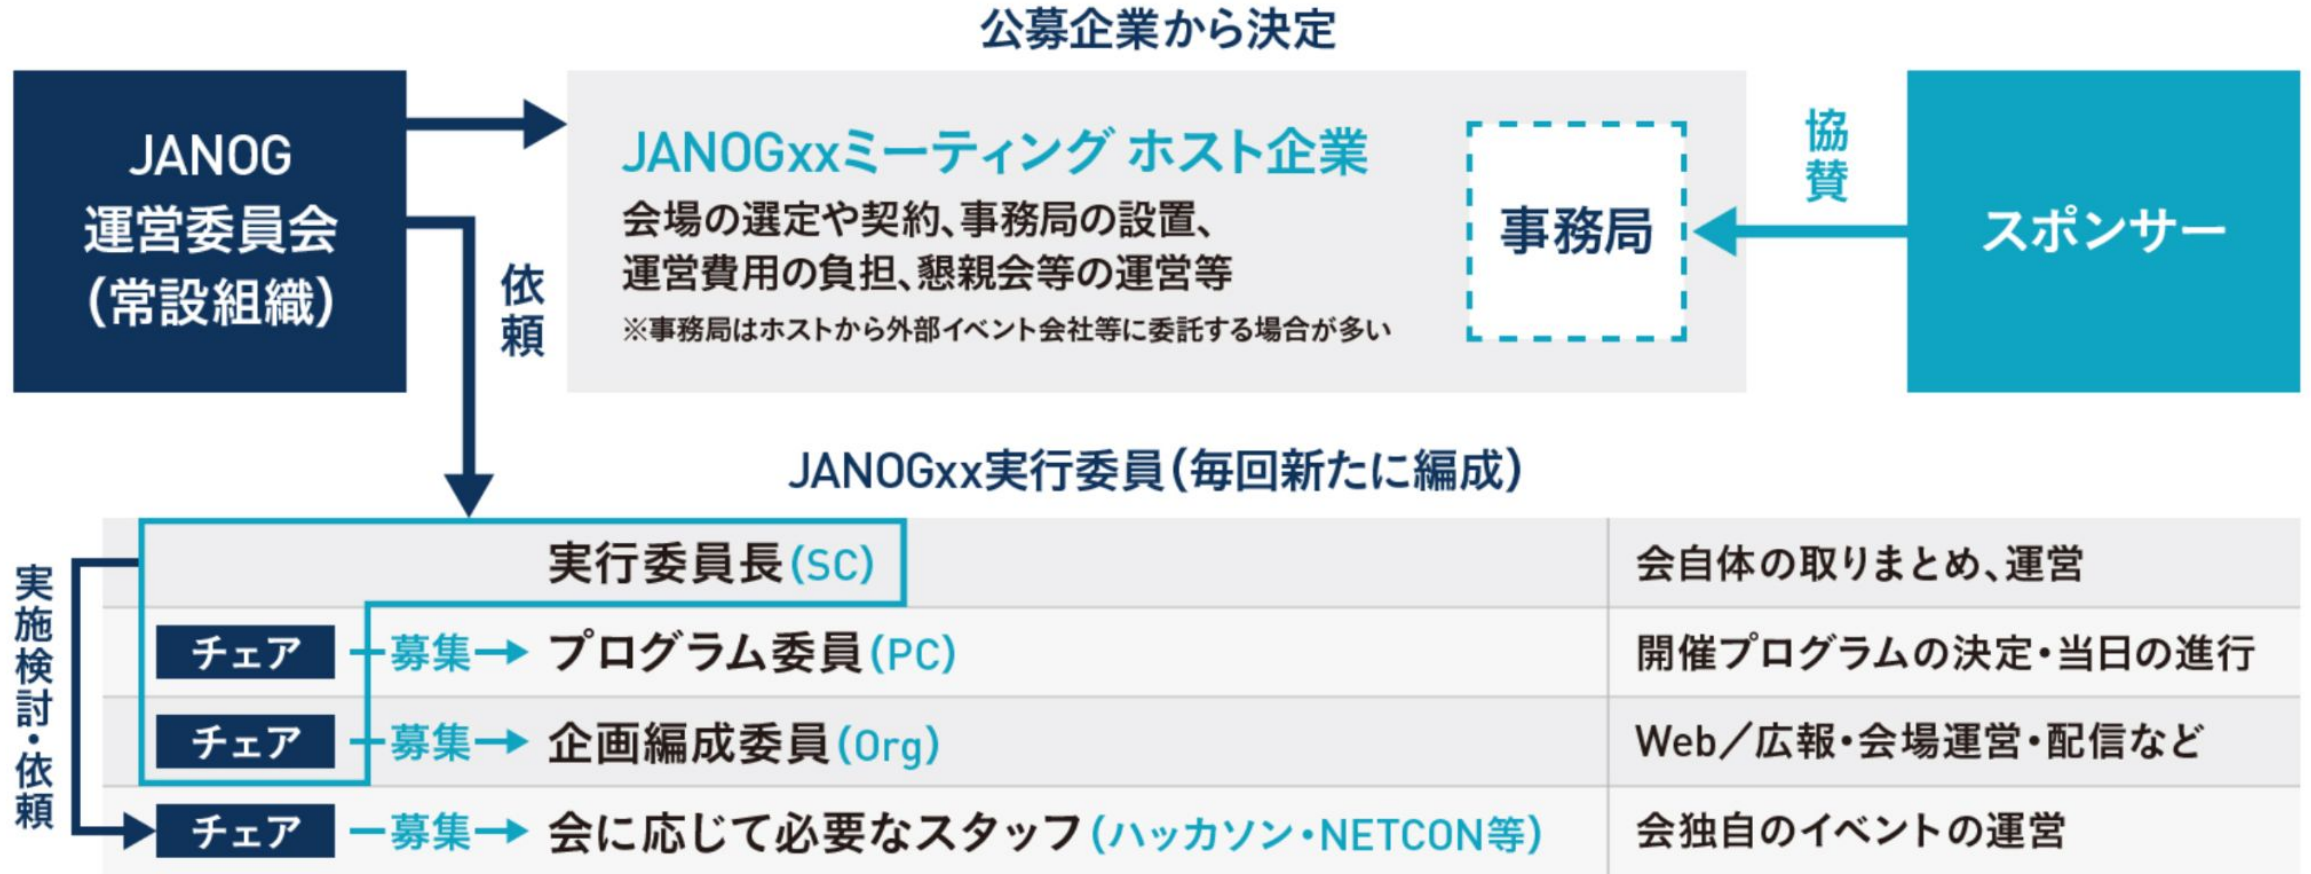 公募企業から決定
JANOG
運営委員会
(常設組織)
依頼
JANOGxxミーティング ホスト企業
会場の選定や契約、事務局の設置、
運営費用の負担、懇親会等の運営等
※事務局はホストから外部イベント会社等に委託する場合が多い
事務局
協賛
スポンサー
JANOGxx実行委員(毎回新たに編成)
実施検討・依頼
実行委員長(SC)
会自体の取りまとめ、運営
チェア 募集 プログラム委員(PC)
開催プログラムの決定・当日の進行
チェア 募集 企画編成委員(Org)
Web/広報・会場運営・配信など
チェア 募集 会に応じて必要なスタッフ(ハッカソン・NETCON等)
会独自のイベントの運営